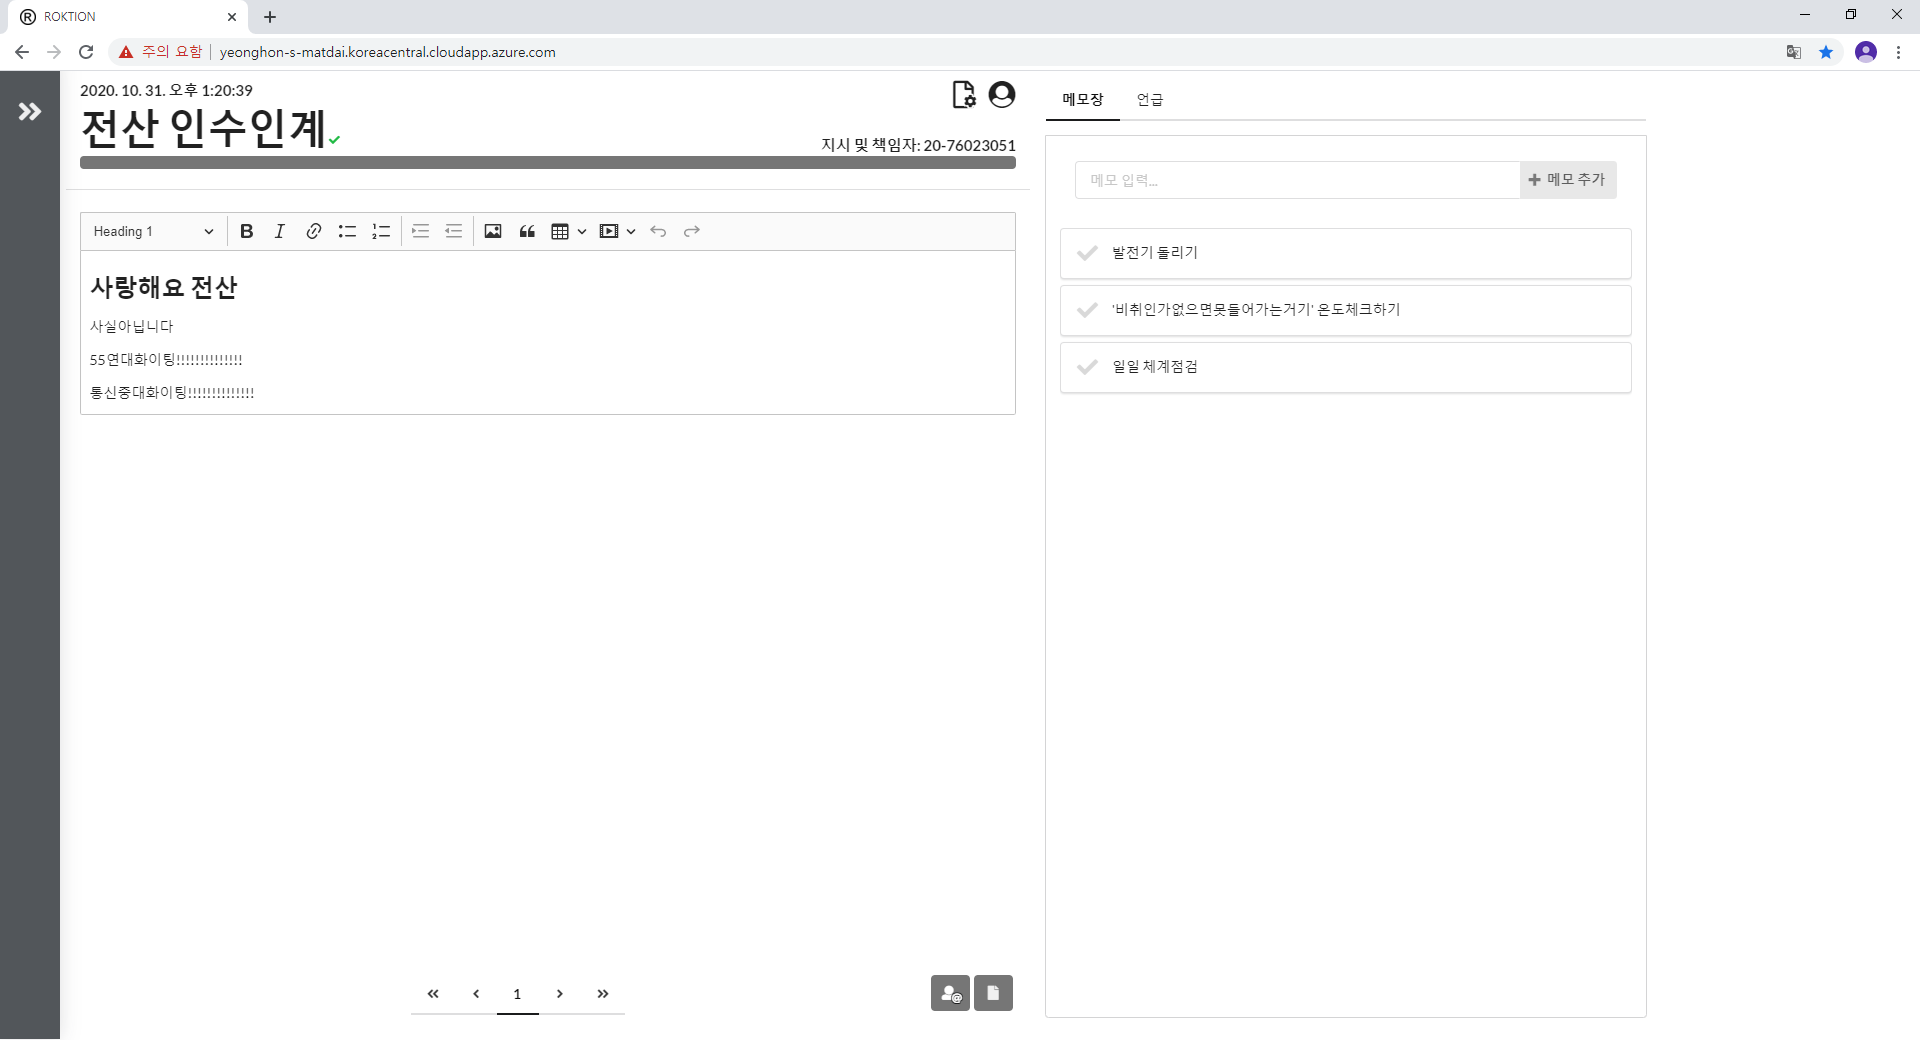 ROKTION
주의 요함
yeonghon-s-matdai.koreacentral.cloudapp.azure.com
2020. 10. 31. 오후 1:20:39
전산 인수인계
지시 및 책임자: 20-76023051
Heading 1
사랑해요 전산
사실아닙니다
55연대화이팅!!!!!!!!!!!!!!
통신중대화이팅!!!!!!!!!!!!!!
1
메모장
언급
메모 입력...
메모 추가
발전기 돌리기
'비취인가없으면못들어가는거기' 온도체크하기
일일 체계점검